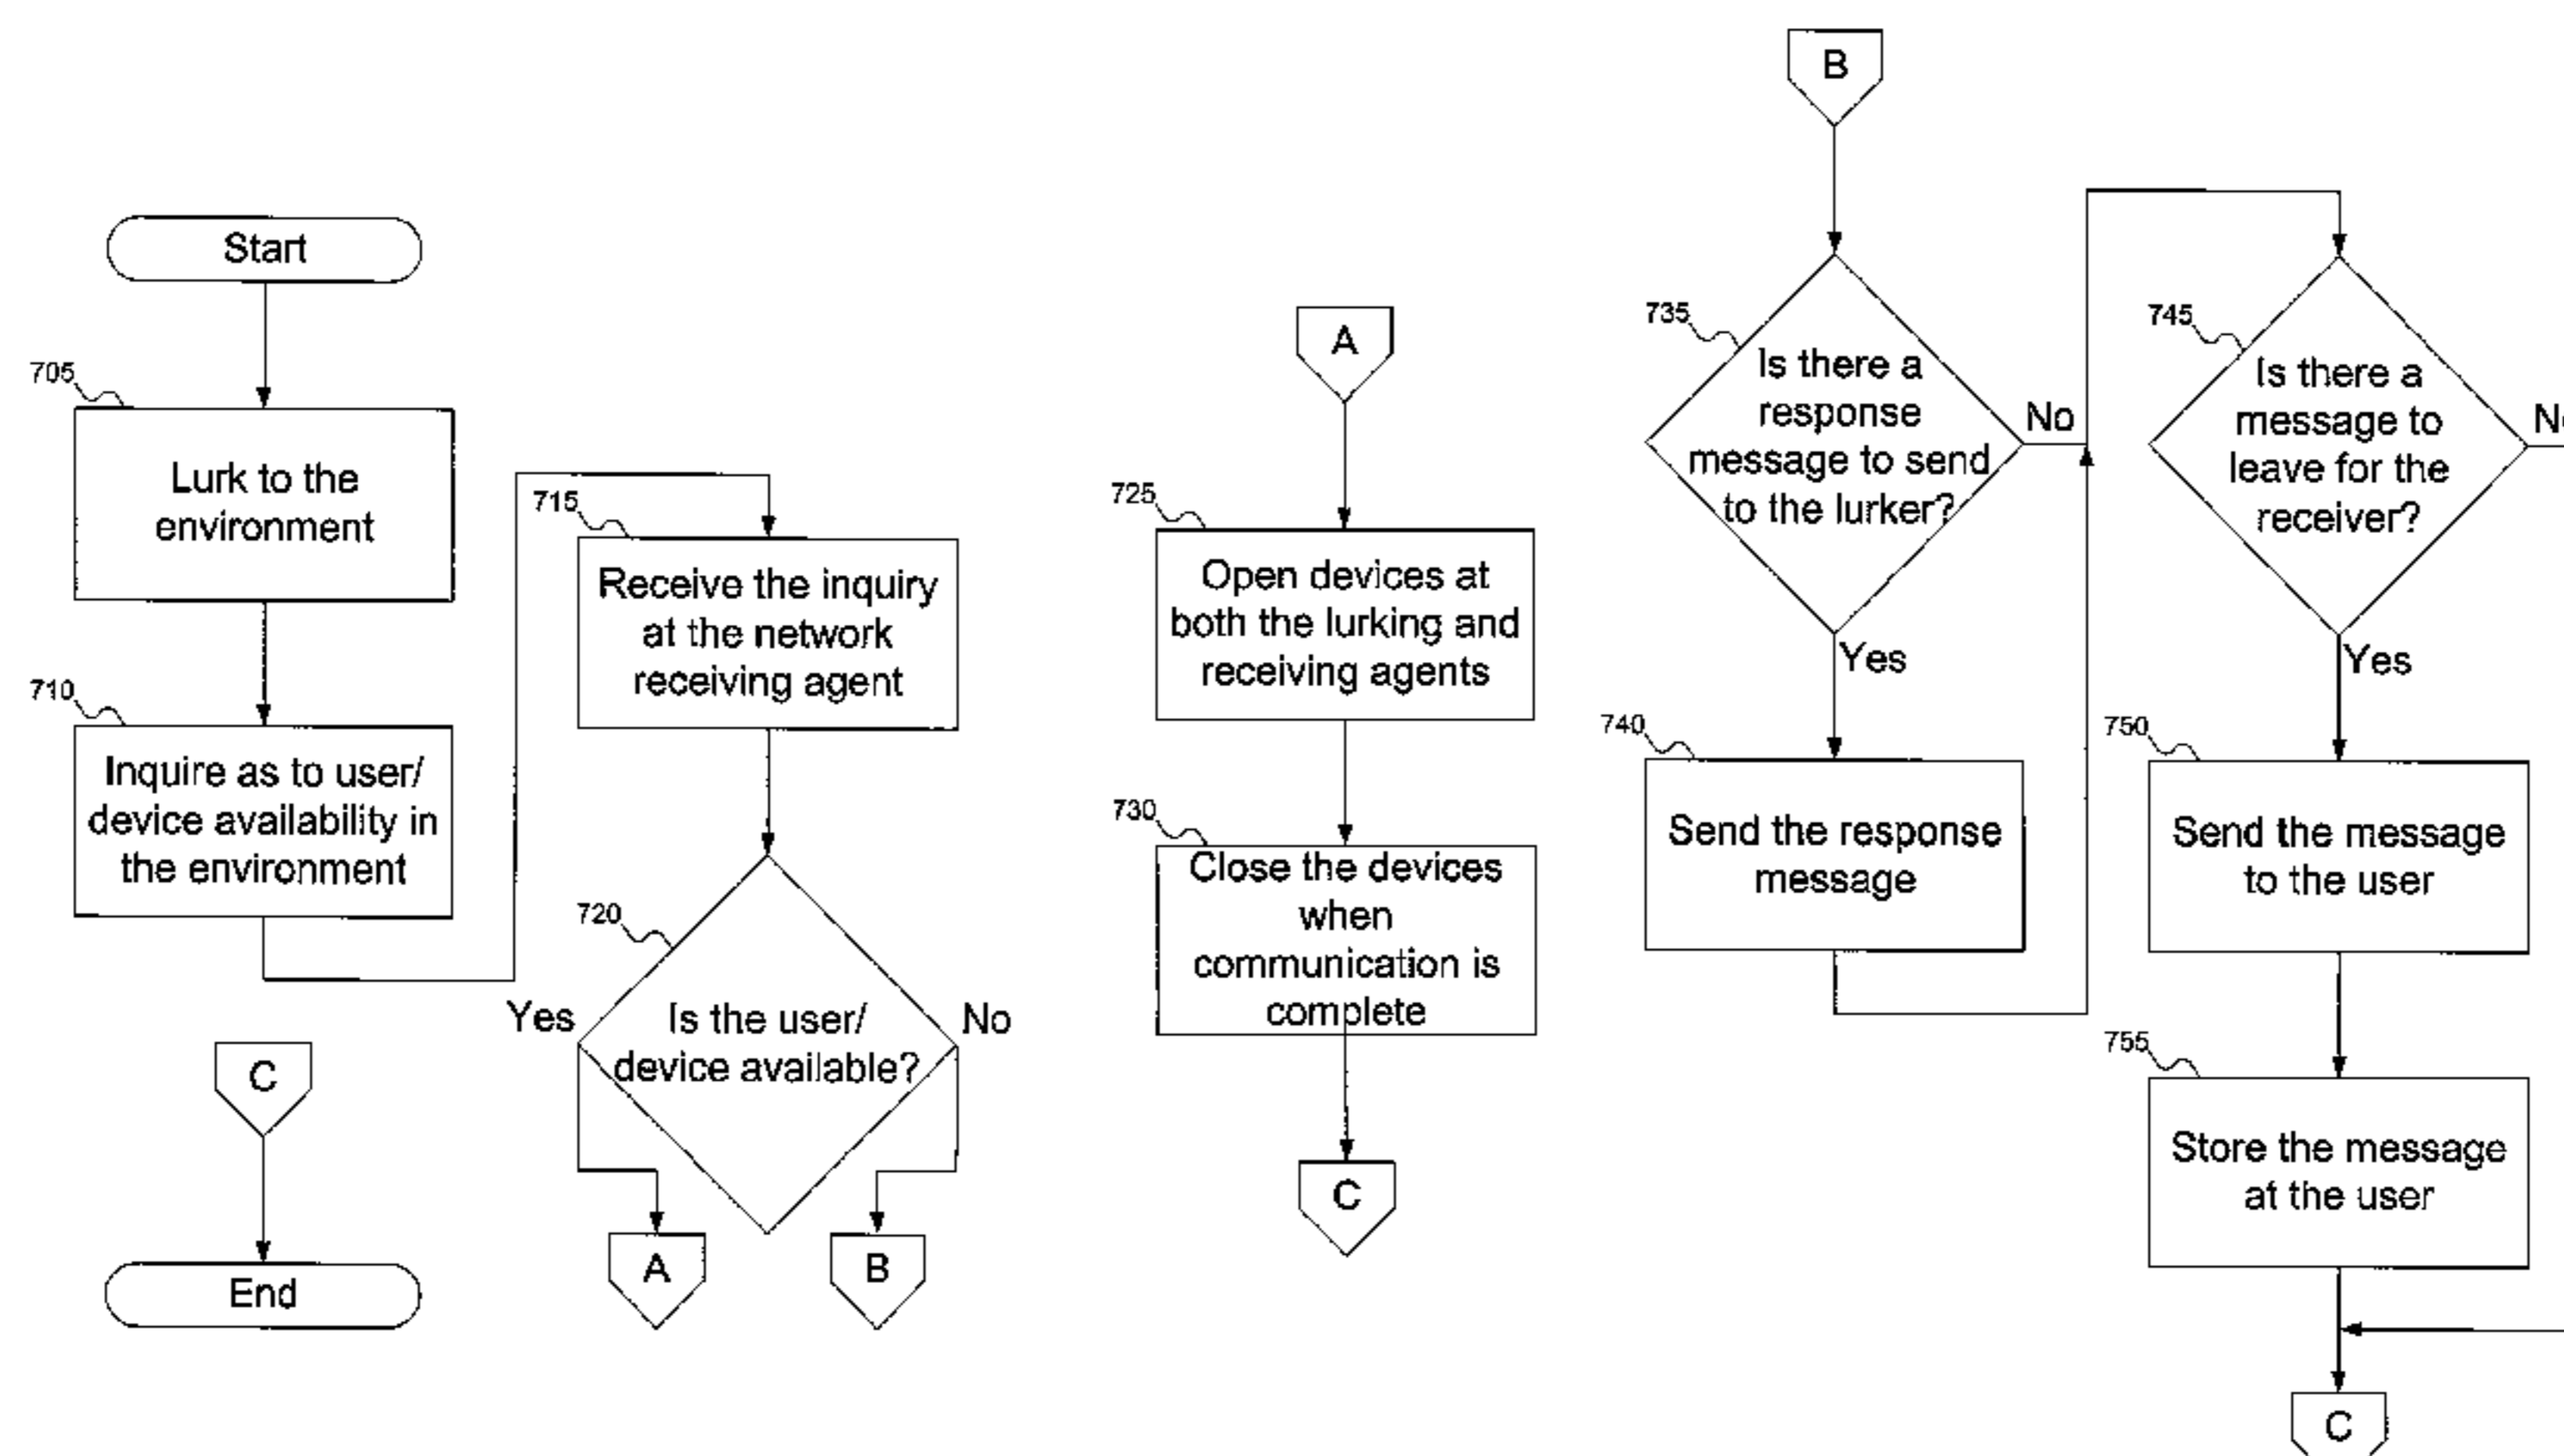 Start
705
Lurk to the
environment
710
Inquire as to user/
device availability in
the environment
C
End
715
Receive the inquiry
at the network
receiving agent
720
Is the user/
device available?
Yes
No
A
B
A
725
Open devices at
both the lurking and
receiving agents
730
Close the devices
when
communication is
complete
C
B
735
Is there a
response
message to send
to the lurker?
No
Yes
740
Send the response
message
745
Is there a
message to
leave for the
receiver?
No
Yes
750
Send the message
to the user
755
Store the message
at the user
C